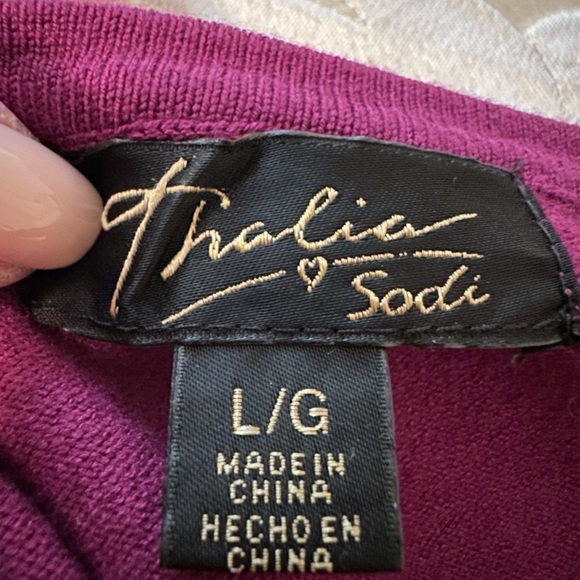 Thalia
Sodi
L/G
MADE IN
CHINA
HECHO EN
CHINA